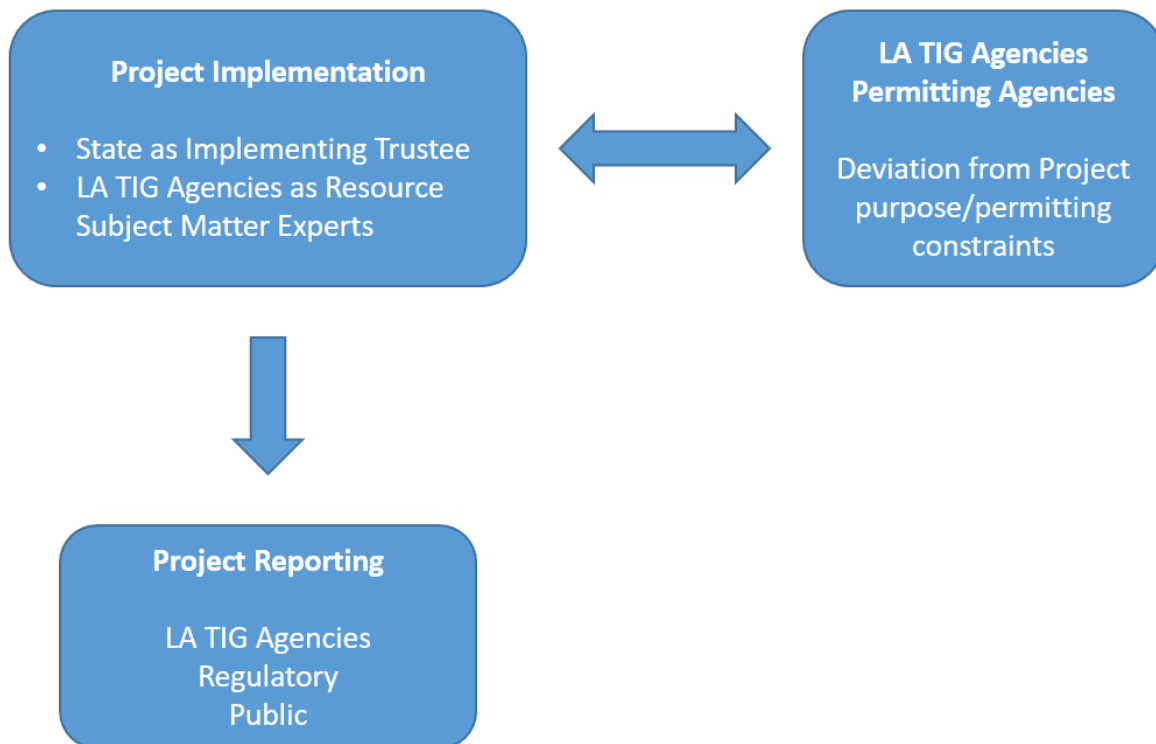 Project Implementation
• State as Implementing Trustee
• LA TIG Agencies as Resource
Subject Matter Experts
LA TIG Agencies
Permitting Agencies
Deviation from Project
purpose/permitting
constraints
Project Reporting
LA TIG Agencies
Regulatory
Public